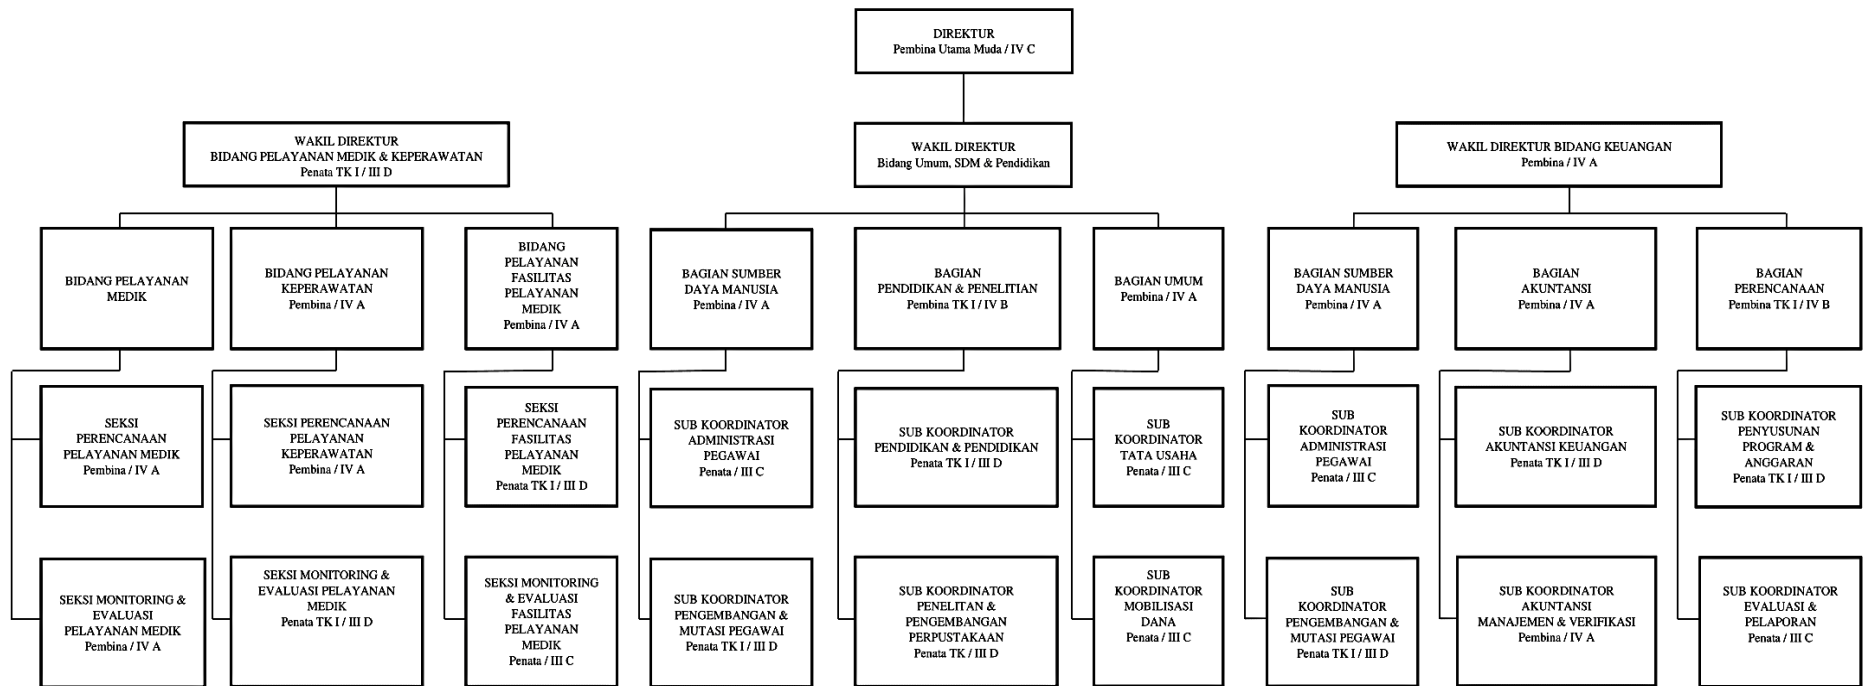 DIREKTUR
Pembina Utama Muda / IV C
WAKIL DIREKTUR
BIDANG PELAYANAN MEDIK & KEPERAWATAN
Penata TK I / III D
WAKIL DIREKTUR
Bidang Umum, SDM & Pendidikan
WAKIL DIREKTUR BIDANG KEUANGAN
Pembina / IV A
BIDANG PELAYANAN
MEDIK
BIDANG PELAYANAN
KEPERAWATAN
Pembina / IV A
BIDANG
PELAYANAN
FASILITAS
PELAYANAN
MEDIK
Pembina / IV A
BAGIAN SUMBER
DAYA MANUSIA
Pembina / IV A
BAGIAN
PENDIDIKAN & PENELITIAN
Pembina TK I / IV B
BAGIAN UMUM
Pembina / IV A
BAGIAN SUMBER
DAYA MANUSIA
Pembina / IV A
BAGIAN
AKUNTANSI
Pembina / IV A
BAGIAN
PERENCANAAN
Pembina TK I / IV B
SEKSI
PERENCANAAN
PELAYANAN MEDIK
Pembina / IV A
SEKSI PERENCANAAN
PELAYANAN
KEPERAWATAN
Pembina / IV A
SEKSI
PERENCANAAN
FASILITAS
PELAYANAN
MEDIK
Penata TK I / III D
SUB KOORDINATOR
ADMINISTRASI
PEGAWAI
Penata / III C
SUB KOORDINATOR
PENDIDIKAN & PENDIDIKAN
Penata TK I / III D
SUB
KOORDINATOR
TATA USAHA
Penata / III C
SUB
KOORDINATOR
ADMINISTRASI
PEGAWAI
Penata / III C
SUB KOORDINATOR
AKUNTANSI KEUANGAN
Penata TK I / III D
SUB KOORDINATOR
PENYUSUNAN
PROGRAM &
ANGGARAN
Penata TK I / III D
SEKSI MONITORING &
EVALUASI
PELAYANAN MEDIK
Pembina / IV A
SEKSI MONITORING &
EVALUASI PELAYANAN
MEDIK
Penata TK I / III D
SEKSI MONITORING
& EVALUASI
FASILITAS
PELAYANAN
MEDIK
Penata / III C
SUB KOORDINATOR
PENGEMBANGAN &
MUTASI PEGAWAI
Penata TK I / III D
SUB KOORDINATOR
PENELITAN &
PENGEMBANGAN
PERPUSTAKAAN
Penata TK / III D
SUB
KOORDINATOR
MOBILISASI
DANA
Penata / III C
SUB
KOORDINATOR
PENGEMBANGAN &
MUTASI PEGAWAI
Penata TK I / III D
SUB KOORDINATOR
AKUNTANSI
MANAJEMEN & VERIFIKASI
Pembina / IV A
SUB KOORDINATOR
EVALUASI &
PELAPORAN
Penata / III C